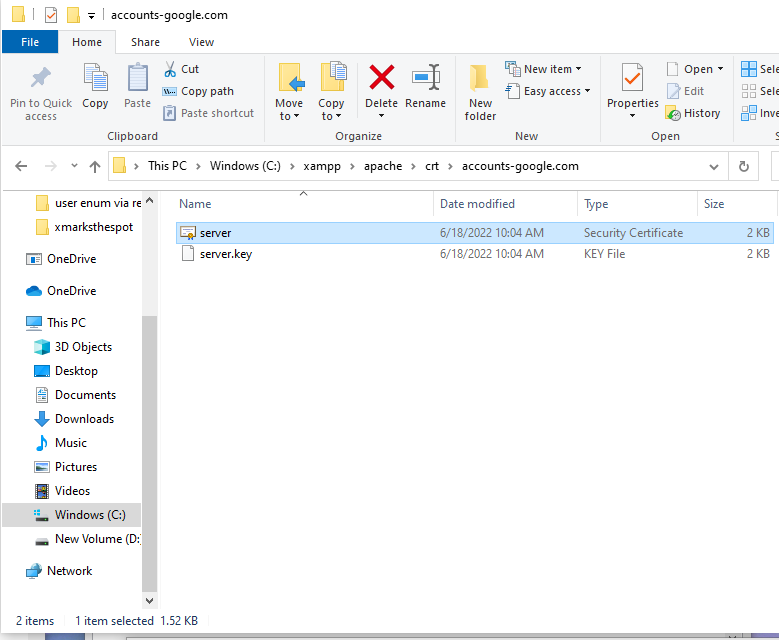 accounts-google.com
File Home Share View
Pin to Quick access
Copy
Paste
Cut
Copy path
Paste shortcut
Clipboard
Move to
Copy to
Delete
Rename
Organize
New folder
New item
Easy access
New
Properties
Open
Edit
History
Open
Sele
Sele
Inve
This PC > Windows (C:) > xampp > apache > crt > accounts-google.com
user enum via re
xmarksthespot
OneDrive
OneDrive
This PC
3D Objects
Desktop
Documents
Downloads
Music
Pictures
Videos
Windows (C:)
New Volume (D:
Network
Name Date modified Type Size
server 6/18/2022 10:04 AM Security Certificate 2 KB
server.key 6/18/2022 10:04 AM KEY File 2 KB
2 items 1 item selected 1.52 KB